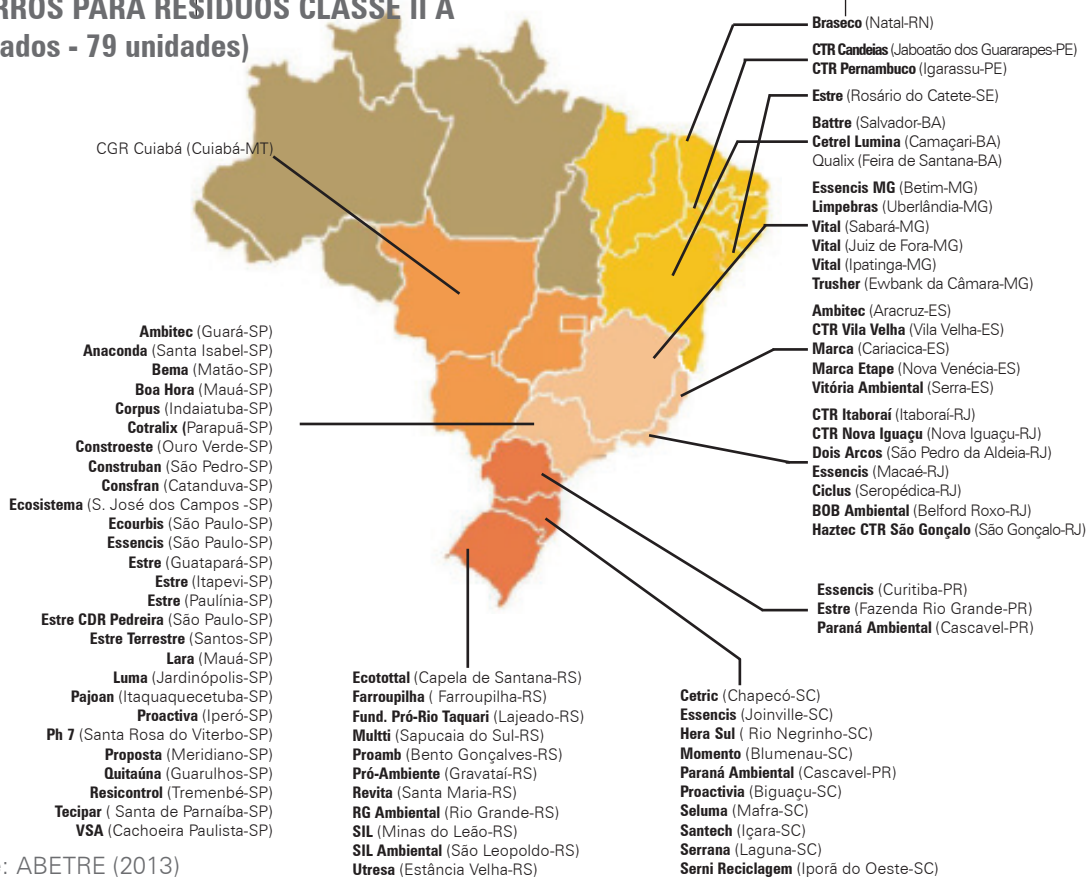 RROS PARA RESÍDUOS CLASSE II A
ados - 79 unidades)
CGR Cuiabá (Cuiabá-MT)
Braseco (Natal-RN)
CTR Candeias (Jaboatão dos Guararapes-PE)
CTR Pernambuco (Igarassu-PE)
Estre (Rosário do Catete-SE)
Battre (Salvador-BA)
Cetrel Lumina (Camaçari-BA)
Qualix (Feira de Santana-BA)
Essencis MG (Betim-MG)
Limpebras (Uberlândia-MG)
Vital (Sabará-MG)
Vital (Juiz de Fora-MG)
Vital (Ipatinga-MG)
Trusher (Ewbank da Câmara-MG)
Ambitec (Aracruz-ES)
CTR Vila Velha (Vila Velha-ES)
Marca (Cariacica-ES)
Marca Etape (Nova Venécia-ES)
Vitória Ambiental (Serra-ES)
CTR Itaboraí (Itaboraí-RJ)
CTR Nova Iguaçu (Nova Iguaçu-RJ)
Dois Arcos (São Pedro da Aldeia-RJ)
Essencis (Macaé-RJ)
Ciclus (Seropédica-RJ)
BOB Ambiental (Belford Roxo-RJ)
Haztec CTR São Gonçalo (São Gonçalo-RJ)
Ambitec (Guará-SP)
Anaconda (Santa Isabel-SP)
Bema (Matão-SP)
Boa Hora (Mauá-SP)
Corpus (Indaiatuba-SP)
Cotralix (Parapuã-SP)
Constroeste (Ouro Verde-SP)
Construban (São Pedro-SP)
Consfran (Catanduva-SP)
Ecosistema (S. José dos Campos -SP)
Ecourbis (São Paulo-SP)
Essencis (São Paulo-SP)
Estre (Guatapará-SP)
Estre (Itapevi-SP)
Estre (Paulínia-SP)
Estre CDR Pedreira (São Paulo-SP)
Estre Terrestre (Santos-SP)
Lara (Mauá-SP)
Luma (Jardinópolis-SP)
Pajoan (Itaquaquecetuba-SP)
Proactiva (Iperó-SP)
Ph 7 (Santa Rosa do Viterbo-SP)
Proposta (Meridiano-SP)
Quitaúna (Guarulhos-SP)
Resicontrol (Tremenbé-SP)
Tecipar ( Santa de Parnaíba-SP)
VSA (Cachoeira Paulista-SP)
Essencis (Curitiba-PR)
Estre (Fazenda Rio Grande-PR)
Paraná Ambiental (Cascavel-PR)
Ecotottal (Capela de Santana-RS)
Farroupilha ( Farroupilha-RS)
Fund. Pró-Rio Taquari (Lajeado-RS)
Multti (Sapucaia do Sul-RS)
Proamb (Bento Gonçalves-RS)
Pró-Ambiente (Gravataí-RS)
Revita (Santa Maria-RS)
RG Ambiental (Rio Grande-RS)
SIL (Minas do Leão-RS)
SIL Ambiental (São Leopoldo-RS)
Utresa (Estância Velha-RS)
Cetric (Chapecó-SC)
Essencis (Joinville-SC)
Hera Sul ( Rio Negrinho-SC)
Momento (Blumenau-SC)
Paraná Ambiental (Cascavel-PR)
Proactivia (Biguaçu-SC)
Seluma (Mafra-SC)
Santech (Içara-SC)
Serrana (Laguna-SC)
Serni Reciclagem (Iporã do Oeste-SC)
: ABETRE (2013)